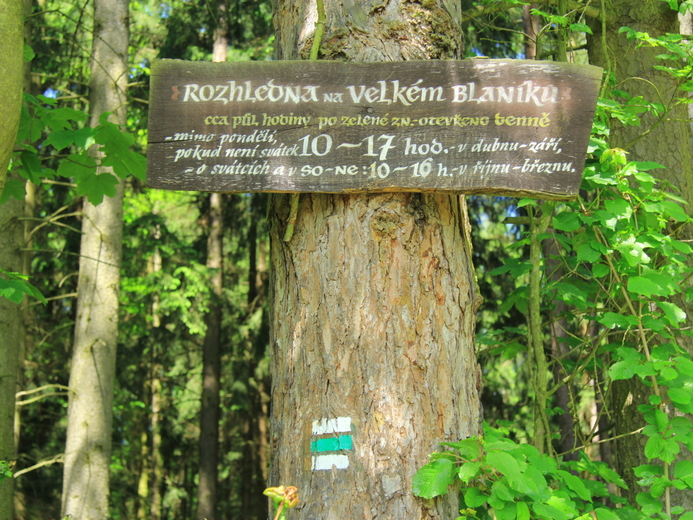 Rozhledna na Velkém Blaníku
cca půl hodiny po zelené zn.-otevřeno denně
-mimo pondělí,
pokud není svátek 10-17 hod.-v dubnu-září,
-o svátcích a v so-ne: 10-16 h.-v říjnu-březnu.